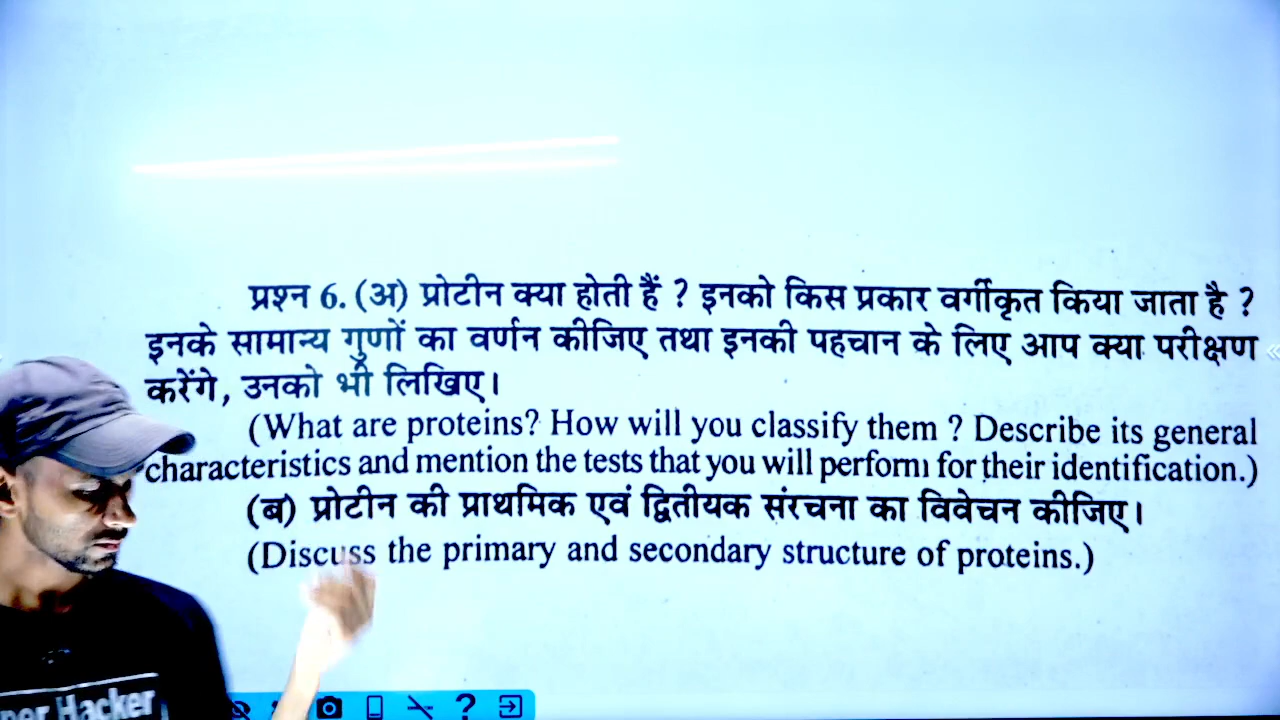 प्रश्न 6. (अ) प्रोटीन क्या होती हैं ? इनको किस प्रकार वर्गीकृत किया जाता है ?
इनके सामान्य गुणों का वर्णन कीजिए तथा इनकी पहचान के लिए आप क्या परीक्षण
करेंगे, उनको भी लिखिए।
(What are proteins? How will you classify them ? Describe its general
characteristics and mention the tests that you will perform for their identification.)
(ब) प्रोटीन की प्राथमिक एवं द्वितीयक संरचना का विवेचन कीजिए।
(Discuss the primary and secondary structure of proteins.)
Hacker